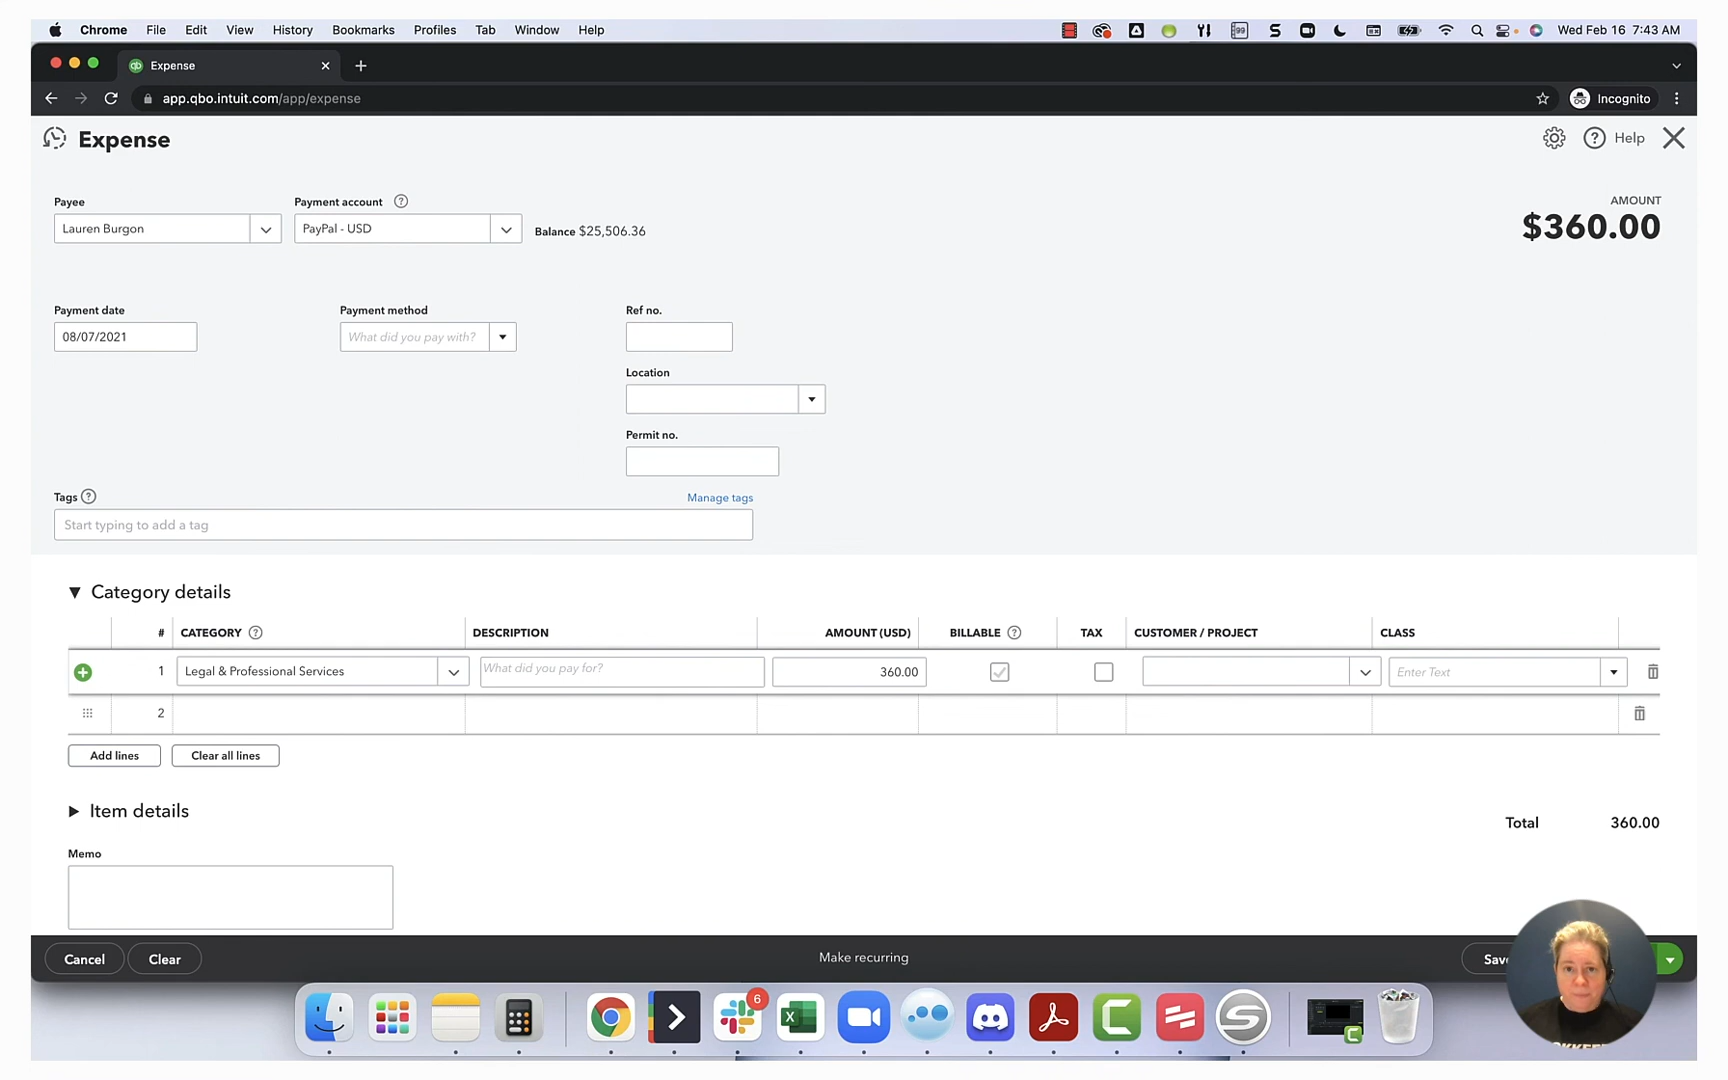 Chrome File Edit View History Bookmarks Profiles Tab Window Help Wed Feb 16 7:43 AM
Expense
app.qbo.intuit.com/app/expense Incognito
Expense Help
AMOUNT
$360.00
Payee Payment account
Lauren Burgon PayPal - USD Balance $25,506.36
Payment date Payment method Ref no.
08/07/2021 What did you pay with?
Location
Permit no.
Tags Manage tags
Start typing to add a tag
Category details
# CATEGORY DESCRIPTION AMOUNT (USD) BILLABLE TAX CUSTOMER / PROJECT CLASS
1 Legal & Professional Services What did you pay for? 360.00 Enter Text
2
Add lines Clear all lines
Item details
Total 360.00
Memo
Cancel Clear Make recurring Save
6